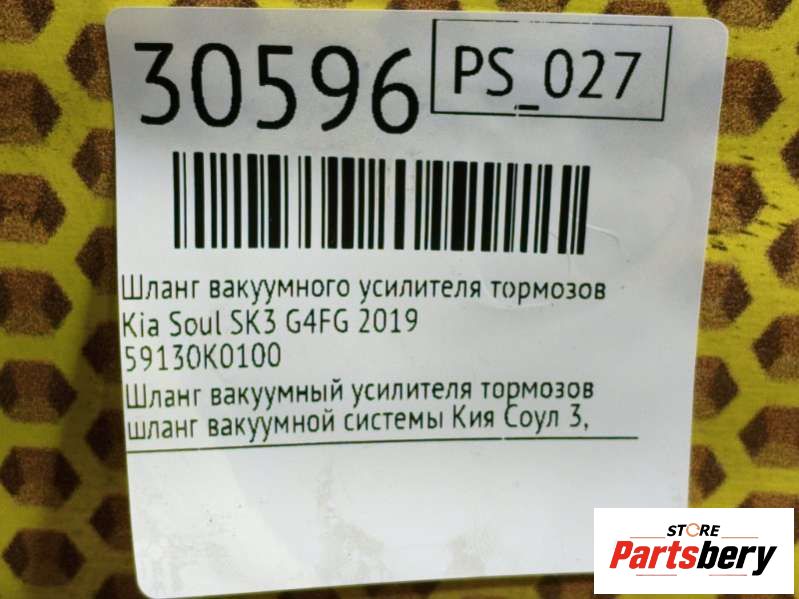 30596
PS_027
Шланг вакуумного усилителя тормозов
Kia Soul SK3 G4FG 2019
59130K0100
Шланг вакуумный усилителя тормозов
шланг вакуумной системы Кия Соул 3,
STORE
Partsbery